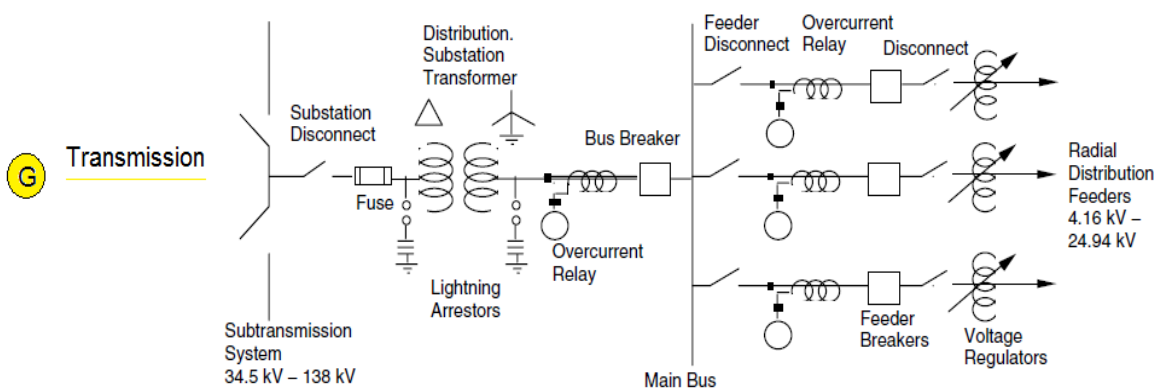 G
Transmission
Subtransmission
System
34.5 kV – 138 kV
Substation
Disconnect
Fuse
Distribution.
Substation
Transformer
Lightning
Arrestors
Overcurrent
Relay
Bus Breaker
Main Bus
Feeder
Disconnect
Overcurrent
Relay
Disconnect
Feeder
Breakers
Voltage
Regulators
Radial
Distribution
Feeders
4.16 kV –
24.94 kV